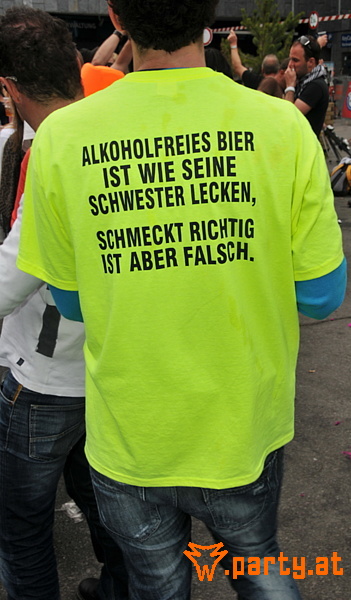 ALKOHOLFREIES BIER
IST WIE SEINE
SCHWESTER LECKEN,
SCHMECKT RICHTIG
IST ABER FALSCH.
.party.at